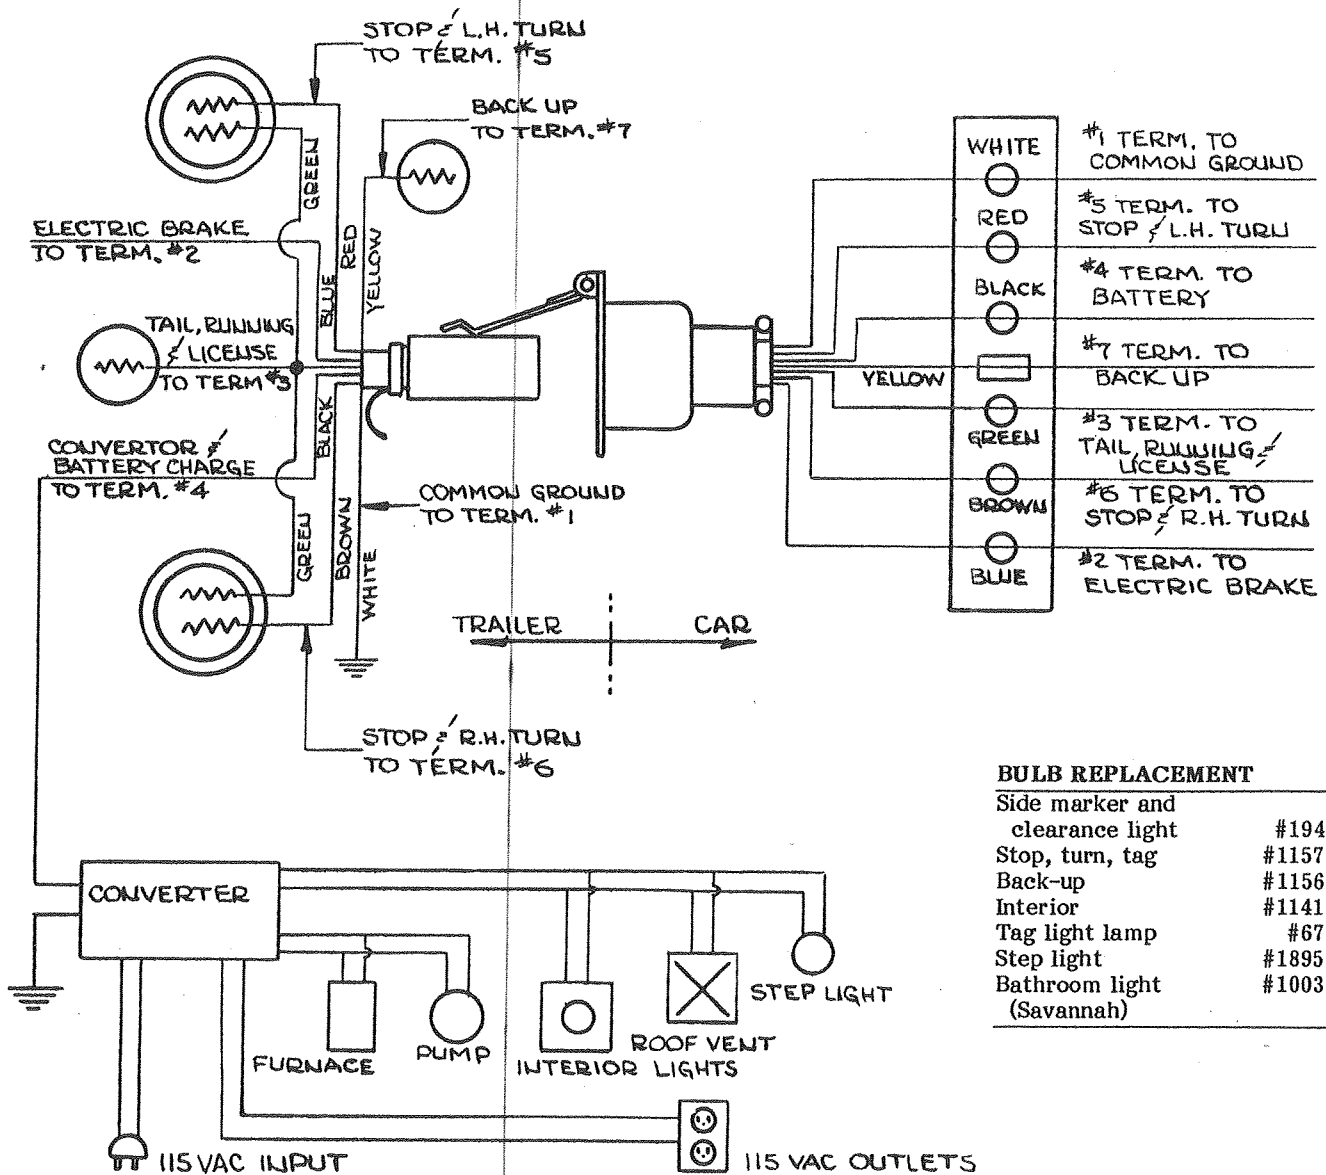 STOP & L.H. TURN
TO TERM. #5
BACK UP
TO TERM. #7
GREEN
ELECTRIC BRAKE
TO TERM. #2
BLUE
RED
YELLOW
TAIL, RUNNING
& LICENSE
TO TERM #3
BLACK
CONVERTOR &
BATTERY CHARGE
TO TERM. #4
COMMON GROUND
TO TERM. #1
GREEN
BROWN
WHITE
STOP & R.H. TURN
TO TERM. #6
TRAILER
CAR
WHITE
#1 TERM. TO
COMMON GROUND
RED
#5 TERM. TO
STOP & L.H. TURN
BLACK
#4 TERM. TO
BATTERY
YELLOW
#7 TERM. TO
BACK UP
GREEN
#3 TERM. TO
TAIL, RUNNING &
LICENSE
BROWN
#6 TERM. TO
STOP & R.H. TURN
BLUE
#2 TERM. TO
ELECTRIC BRAKE
BULB REPLACEMENT
Side marker and
clearance light #194
Stop, turn, tag #1157
Back-up #1156
Interior #1141
Tag light lamp #67
Step light #1895
Bathroom light #1003
(Savannah)
CONVERTER
FURNACE
PUMP
INTERIOR LIGHTS
ROOF VENT
STEP LIGHT
115 VAC INPUT
115 VAC OUTLETS